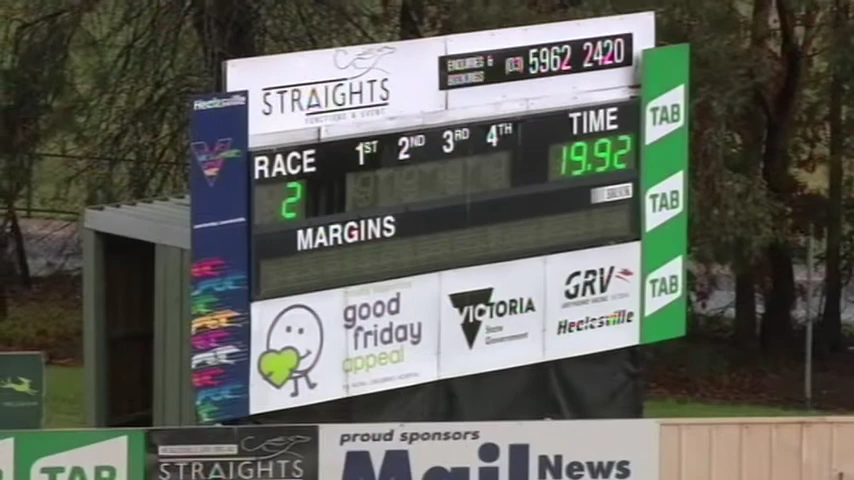 STRAIGHTS
FUNCTIONS & EVENTS
ENQUIRIES &
BOOKINGS
(03) 5962 2420
Healesville
RACE 1ST 2ND 3RD 4TH TIME
2 19.92
MARGINS
TAB
TAB
TAB
good
friday
appeal
VICTORIA
State
Government
GRV
Healesville
TAB
STRAIGHTS
proud sponsors
Mail News